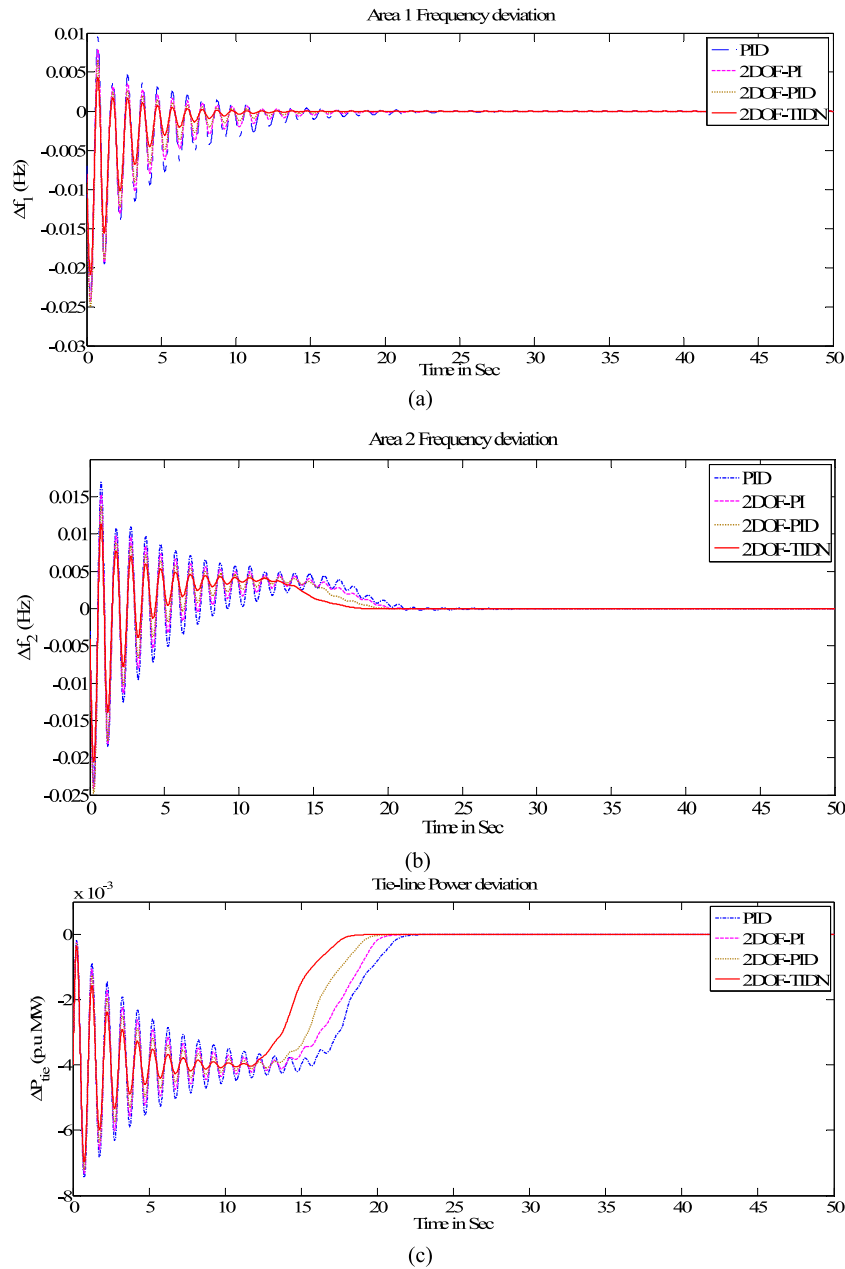 Area 1 Frequency deviation
0.01
0.005
0
-0.005
-0.01
-0.015
-0.02
-0.025
-0.03
Δf1 (Hz)
PID
2DOF-PI
2DOF-PID
2DOF-TIDN
0 5 10 15 20 25 30 35 40 45 50
Time in Sec
(a)
Area 2 Frequency deviation
0.015
0.01
0.005
0
-0.005
-0.01
-0.015
-0.02
-0.025
Δf2 (Hz)
PID
2DOF-PI
2DOF-PID
2DOF-TIDN
0 5 10 15 20 25 30 35 40 45 50
Time in Sec
(b)
Tie-line Power deviation
x 10-3
0
-2
-4
-6
-8
ΔPtie (p.u MW)
PID
2DOF-PI
2DOF-PID
2DOF-TIDN
0 5 10 15 20 25 30 35 40 45 50
Time in Sec
(c)